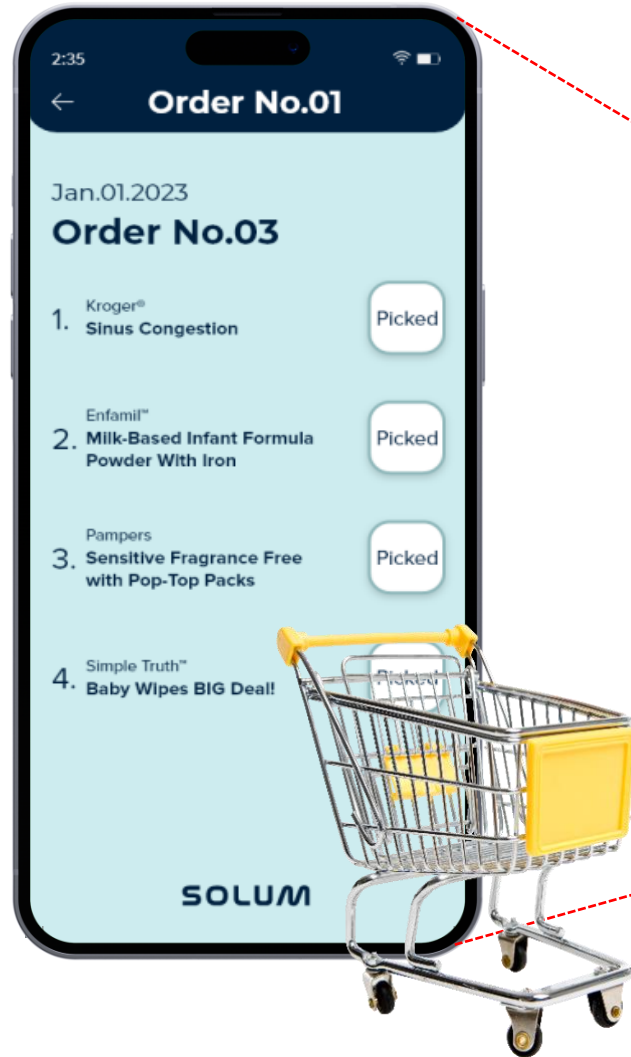 2:35
← Order No.01
Jan.01.2023
Order No.03
1. Kroger®
Sinus Congestion
Picked
2. Enfamil™
Milk-Based Infant Formula
Powder With Iron
Picked
3. Pampers
Sensitive Fragrance Free
with Pop-Top Packs
Picked
4. Simple Truth™
Baby Wipes BIG Deal!
Picked
SOLUM